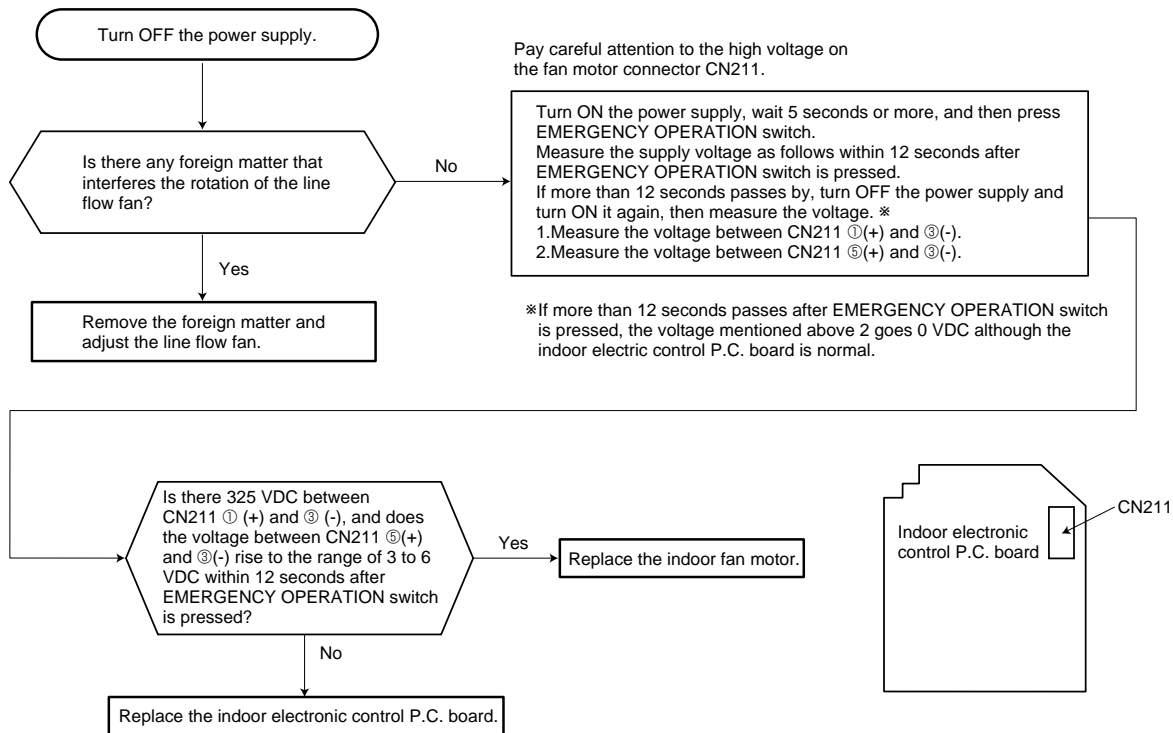 Turn OFF the power supply.
Is there any foreign matter that
interferes the rotation of the line
flow fan?
No
Yes
Remove the foreign matter and
adjust the line flow fan.
Pay careful attention to the high voltage on
the fan motor connector CN211.
Turn ON the power supply, wait 5 seconds or more, and then press
EMERGENCY OPERATION switch.
Measure the supply voltage as follows within 12 seconds after
EMERGENCY OPERATION switch is pressed.
If more than 12 seconds passes by, turn OFF the power supply and
turn ON it again, then measure the voltage. ※
1.Measure the voltage between CN211 ①(+) and ③(-).
2.Measure the voltage between CN211 ⑤(+) and ③(-).
※If more than 12 seconds passes after EMERGENCY OPERATION switch
is pressed, the voltage mentioned above 2 goes 0 VDC although the
indoor electric control P.C. board is normal.
Is there 325 VDC between
CN211 ① (+) and ③ (-), and does
the voltage between CN211 ⑤(+)
and ③(-) rise to the range of 3 to 6
VDC within 12 seconds after
EMERGENCY OPERATION switch
is pressed?
Yes
Replace the indoor fan motor.
No
Replace the indoor electronic control P.C. board.
CN211
Indoor electronic
control P.C. board